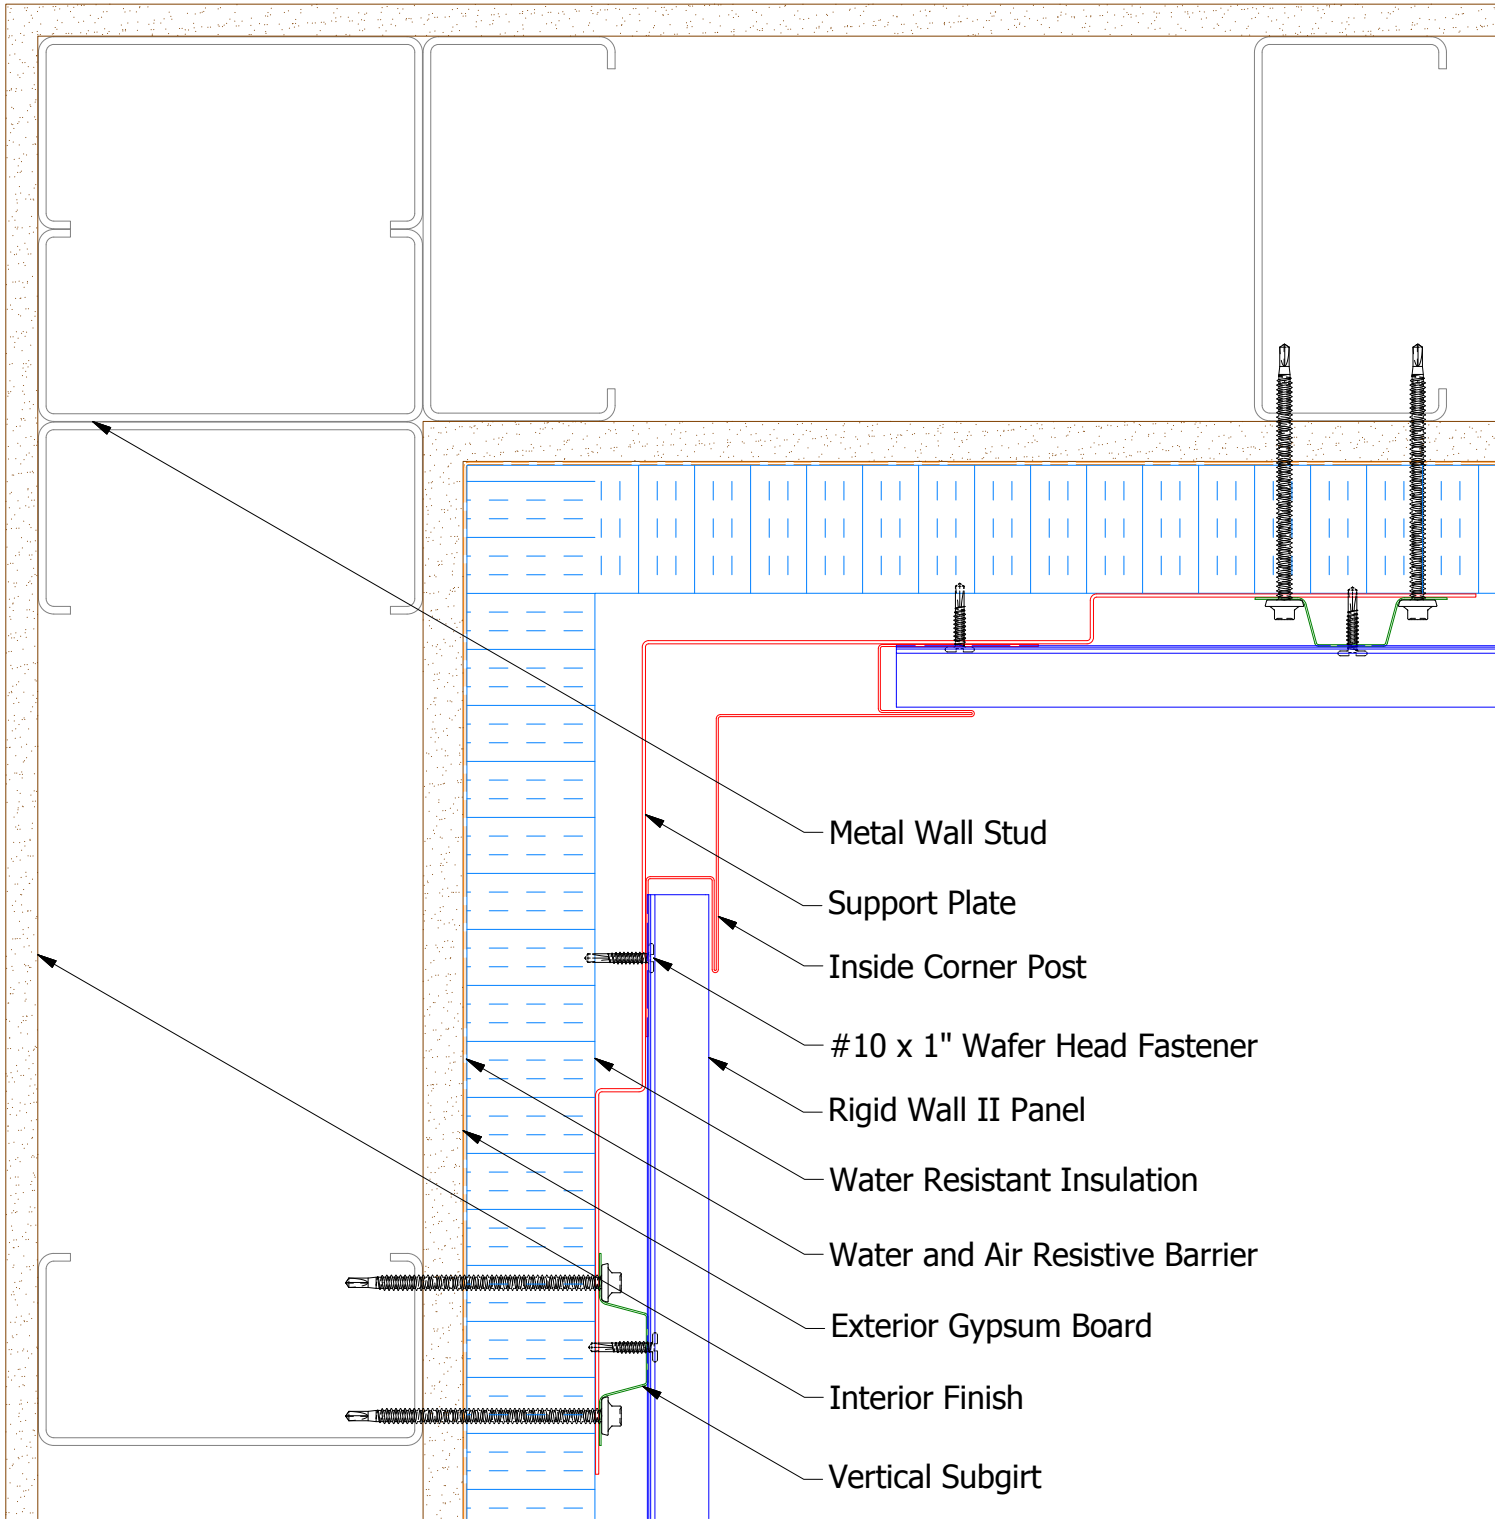 Metal Wall Stud
Support Plate
Inside Corner Post
#10 x 1" Wafer Head Fastener
Rigid Wall II Panel
Water Resistant Insulation
Water and Air Resistive Barrier
Exterior Gypsum Board
Interior Finish
Vertical Subgirt